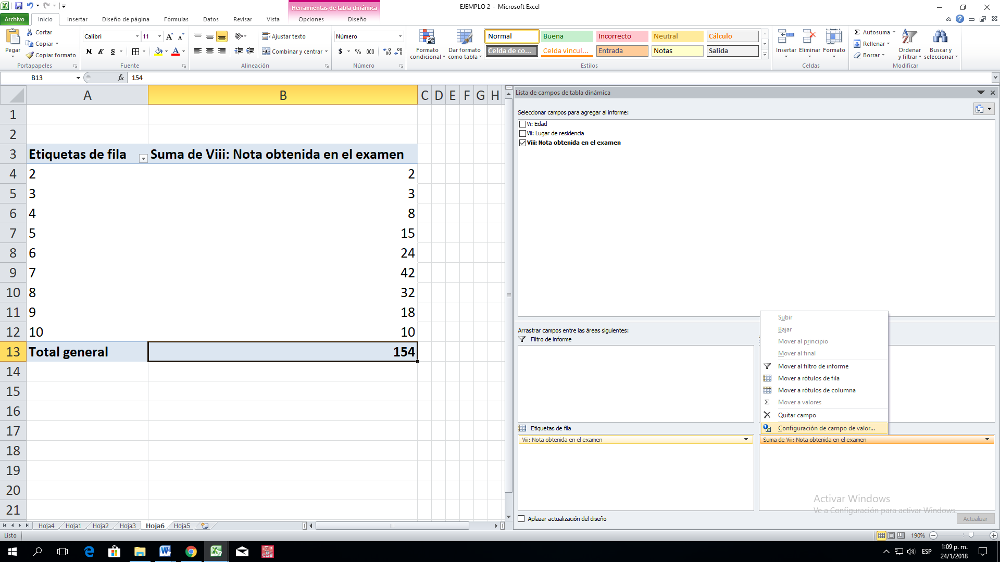 Herramientas de tabla dinámica
EJEMPLO 2 - Microsoft Excel
Archivo Inicio Insertar Diseño de página Fórmulas Datos Revisar Vista Opciones Diseño
Pegar
Cortar
Copiar
Copiar formato
Portapapeles
Calibri 11
N K S
Fuente
Ajustar texto
Combinar y centrar
Alineación
Número
$ % 000
Número
Formato condicional
Dar formato como tabla
Normal Buena Incorrecto Neutral Cálculo
Celda de co... Celda vincul... Entrada Notas Salida
Estilos
Insertar Eliminar Formato
Celdas
Autosuma
Rellenar
Borrar
Ordenar y filtrar
Buscar y seleccionar
Modificar
B13 fx 154
A B C D E F G H
1
2
3 Etiquetas de fila Suma de Viii: Nota obtenida en el examen
4 2 2
5 3 3
6 4 8
7 5 15
8 6 24
9 7 42
10 8 32
11 9 18
12 10 10
13 Total general 154
14
15
16
17
18
19
20
21
Lista de campos de tabla dinámica
Seleccionar campos para agregar al informe:
Vi: Edad
Vii: Lugar de residencia
Viii: Nota obtenida en el examen
Arrastrar campos entre las áreas siguientes:
Filtro de informe
Subir
Bajar
Mover al principio
Mover al final
Mover al filtro de informe
Mover a rótulos de fila
Mover a rótulos de columna
Σ Mover a valores
Quitar campo
Configuración de campo de valor...
Etiquetas de fila
Viii: Nota obtenida en el examen
Suma de Viii: Nota obtenida en el examen
Activar Windows
Ve a Configuración para activar Windows.
Aplazar actualización del diseño
Actualizar
Hoja4 Hoja1 Hoja2 Hoja3 Hoja6 Hoja5
Listo
190%
ESP
1:09 p. m.
24/1/2018